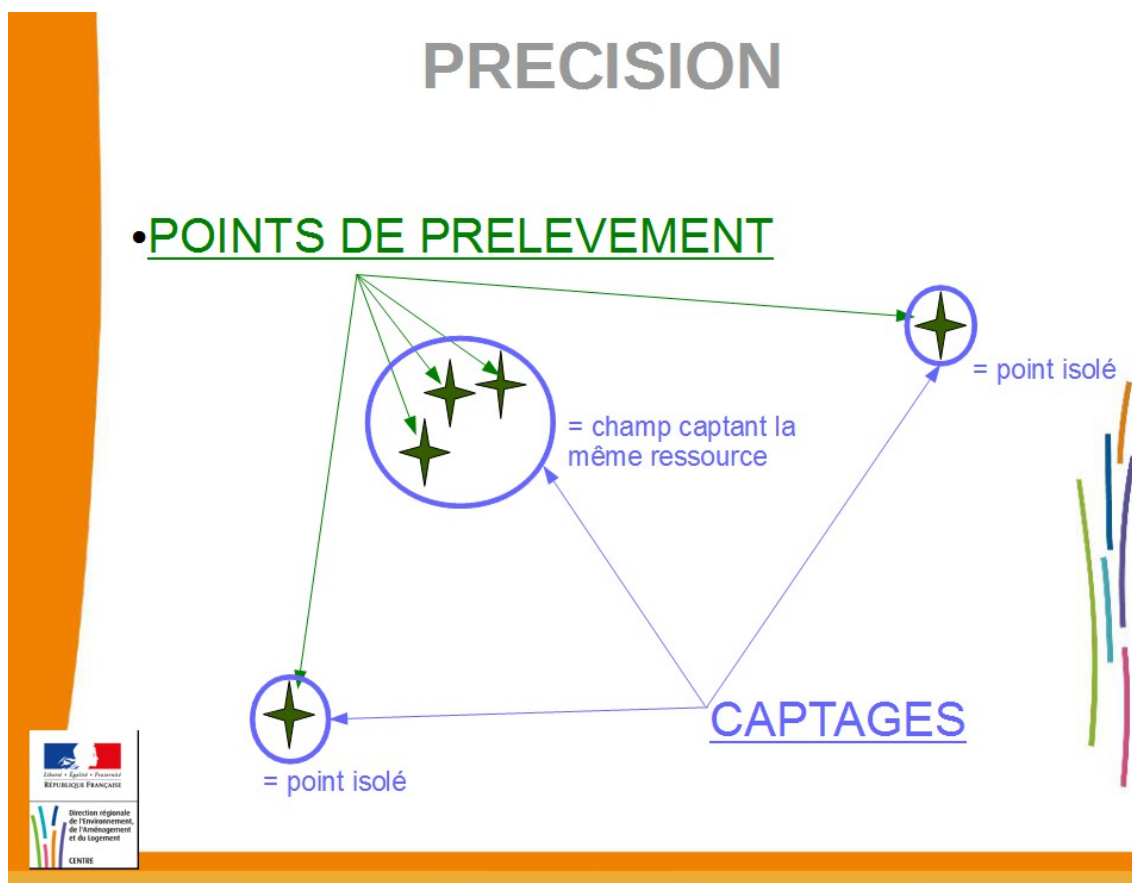 PRECISION
•POINTS DE PRELEVEMENT
= point isolé
= champ captant la
même ressource
CAPTAGES
= point isolé
Liberté • Égalité • Fraternité
RÉPUBLIQUE FRANÇAISE
Direction régionale
de l'Environnement,
de l'Aménagement
et du Logement
CENTRE